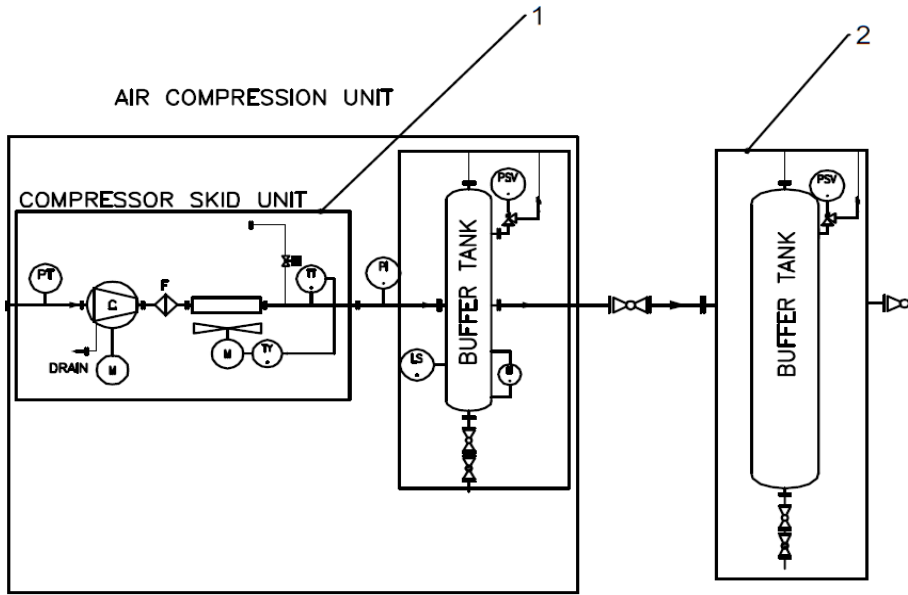 1
2
AIR COMPRESSION UNIT
COMPRESSOR SKID UNIT
PSV
PSV
PT
F
C
TT
PI
BUFFER TANK
BUFFER TANK
DRAIN
M
M
TY
LS